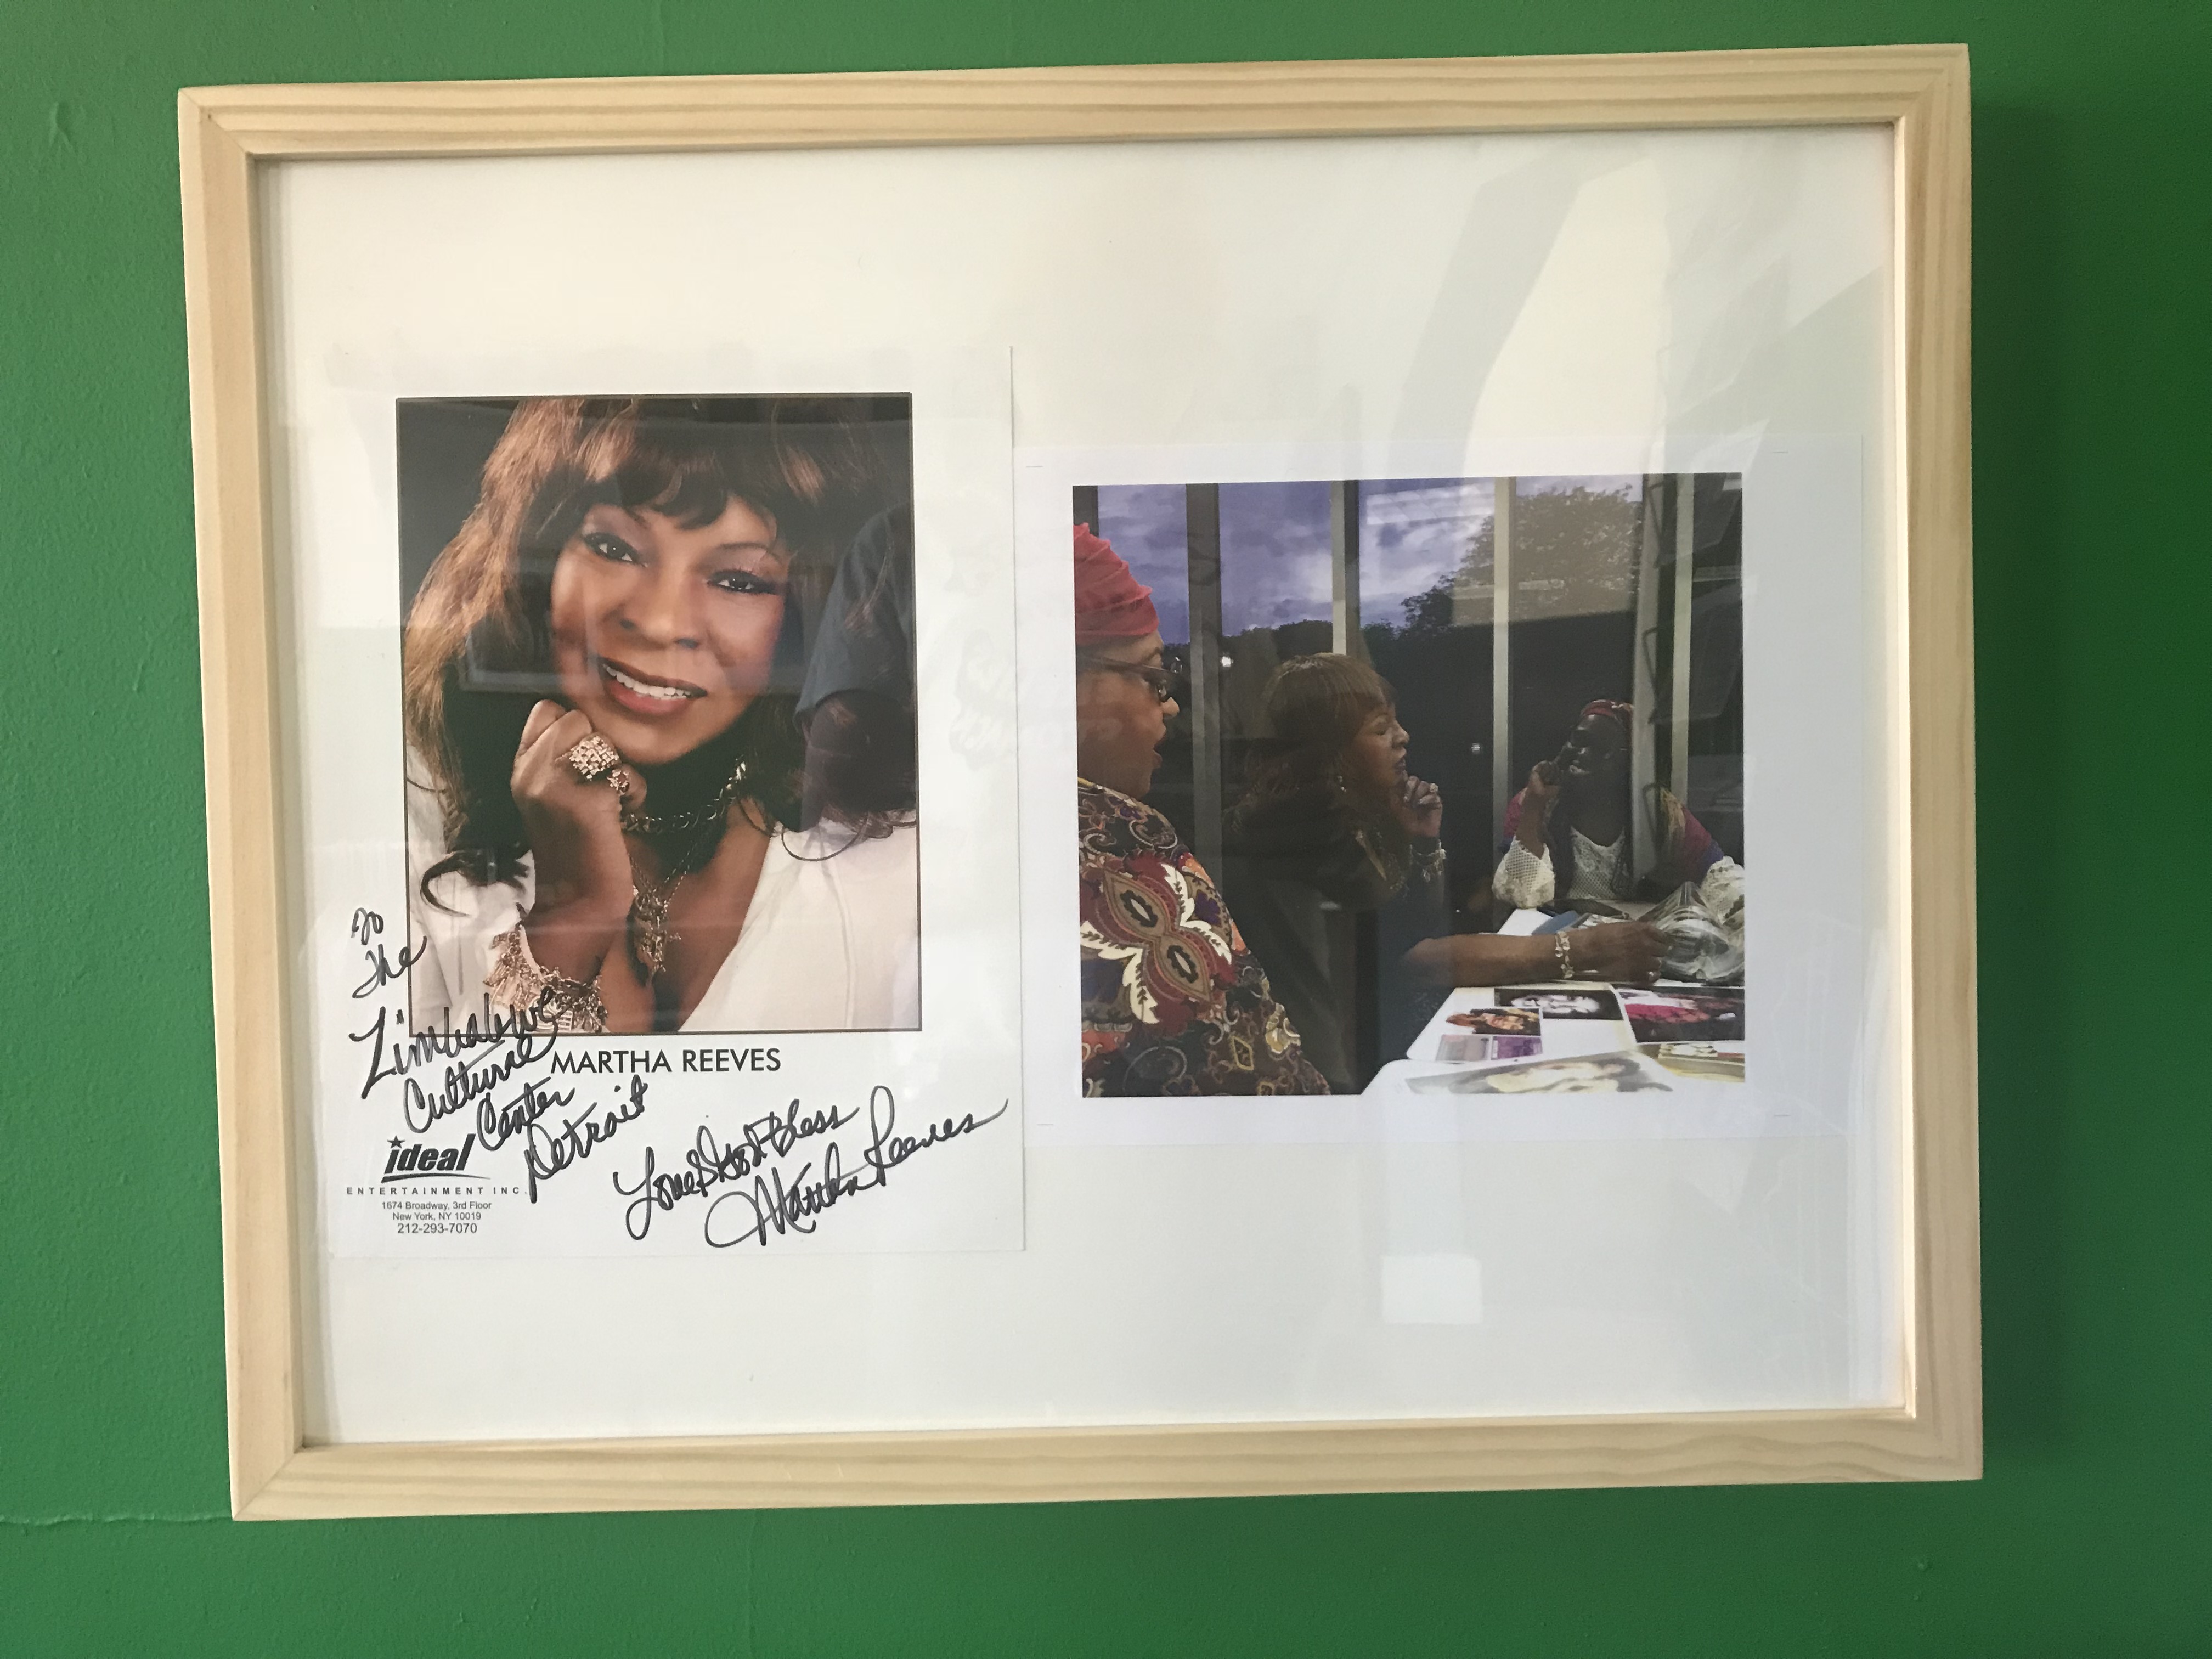 To
The
Zimbabwe
Cultural
Center
Detroit
MARTHA REEVES
Love & God Bless
Martha Reeves
ideal
ENTERTAINMENT INC.
1674 Broadway, 3rd Floor
New York, NY 10019
212-293-7070